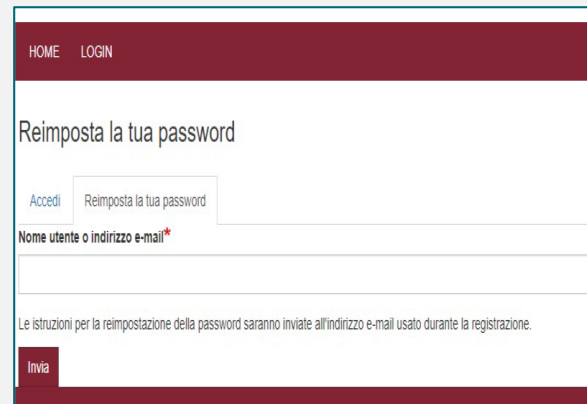 HOME LOGIN
Reimposta la tua password
Accedi Reimposta la tua password
Nome utente o indirizzo e-mail*
Le istruzioni per la reimpostazione della password saranno inviate all'indirizzo e-mail usato durante la registrazione.
Invia